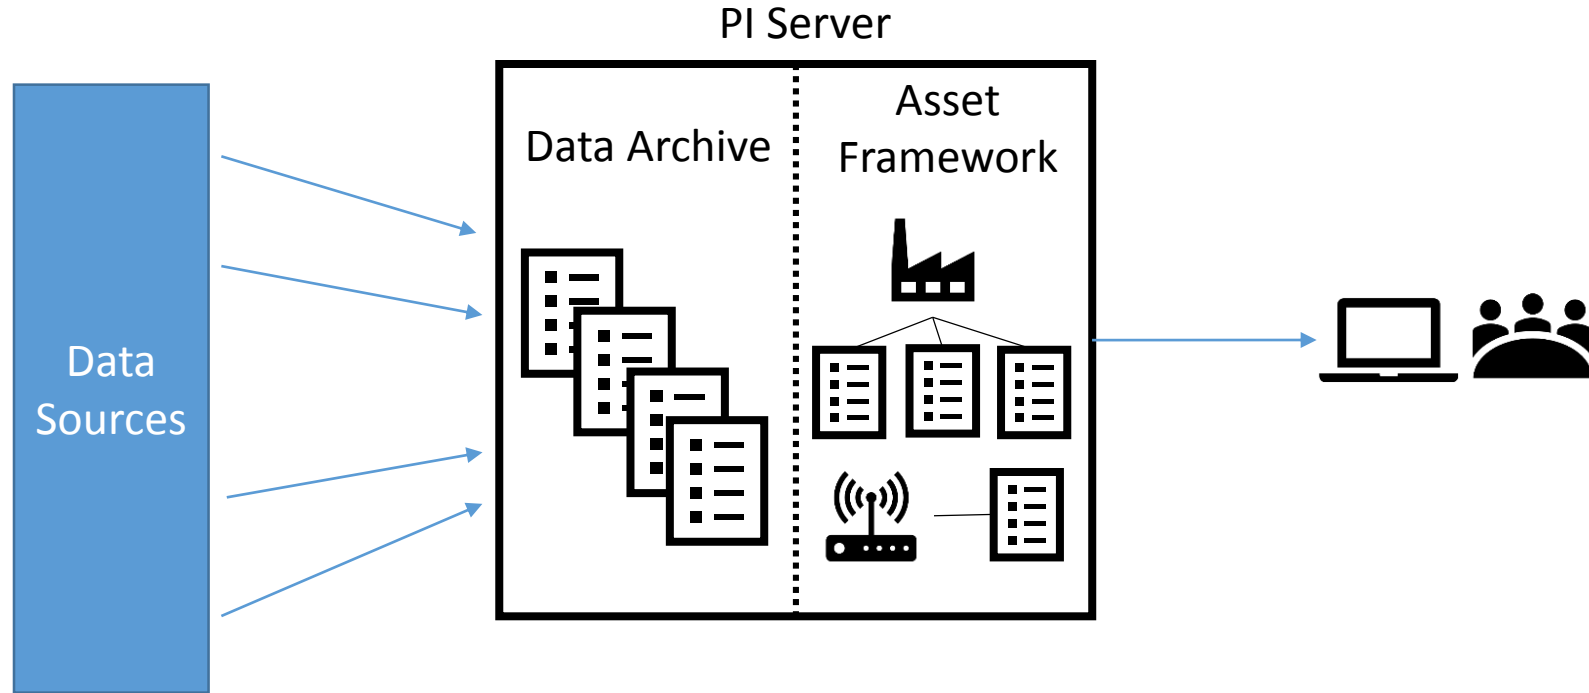 PI Server
Data
Sources
Data Archive
Asset
Framework